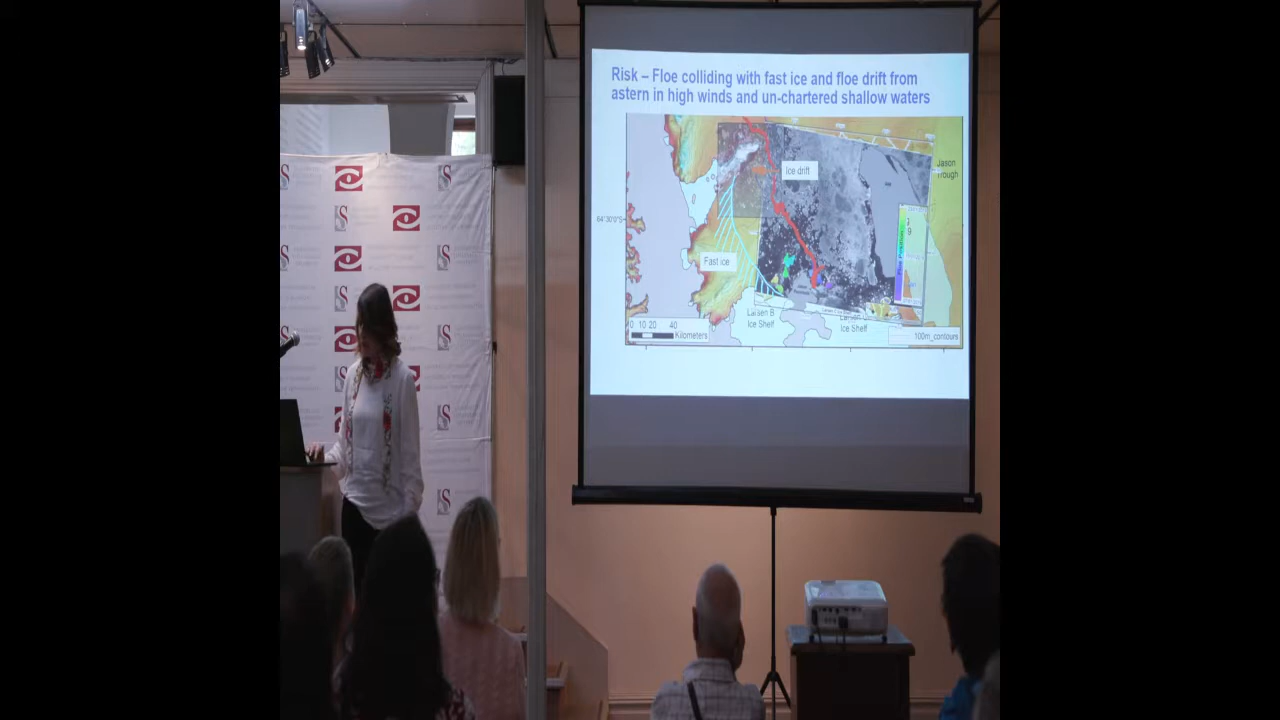 Risk – Floe colliding with fast ice and floe drift from
astern in high winds and un-chartered shallow waters
Jason
Ice drift
64°30'0"S
Fast ice
Larsen B
Ice Shelf
Ice Shelf
0 10 20 40
Kilometers
100m_contours